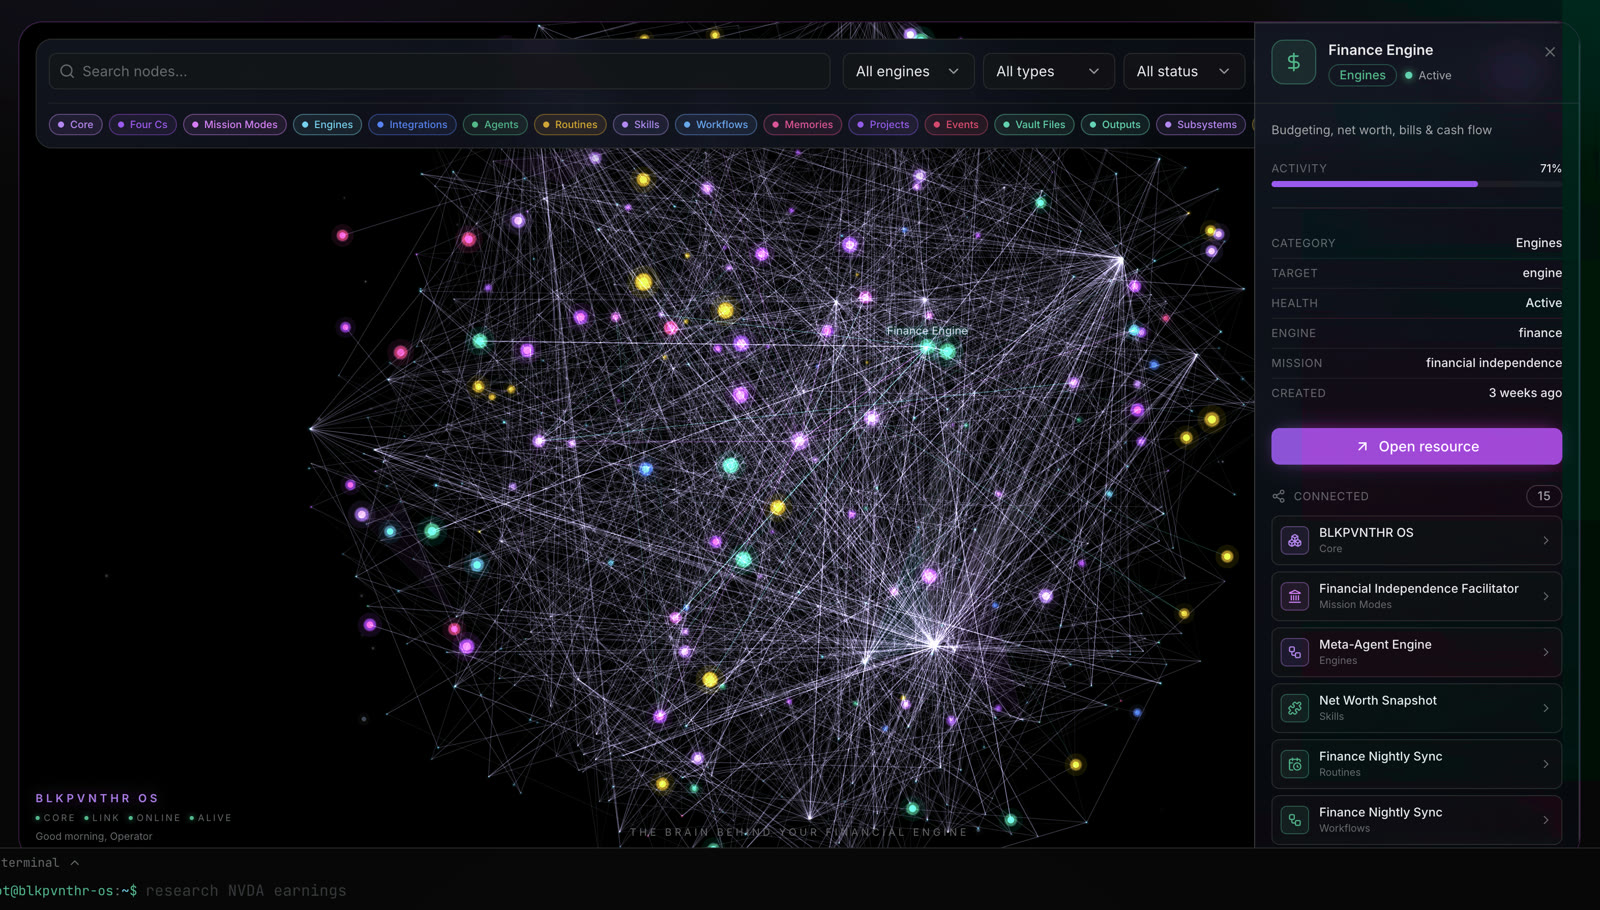 Search nodes...
All engines
All types
All status
Core
Four Cs
Mission Modes
Engines
Integrations
Agents
Routines
Skills
Workflows
Memories
Projects
Events
Vault Files
Outputs
Subsystems
Finance Engine
BLKPVNTHR OS
CORE LINK ONLINE ALIVE
Good morning, Operator
THE BRAIN BEHIND YOUR FINANCIAL ENGINE
Finance Engine
Engines
Active
Budgeting, net worth, bills & cash flow
ACTIVITY 71%
CATEGORY Engines
TARGET engine
HEALTH Active
ENGINE finance
MISSION financial independence
CREATED 3 weeks ago
Open resource
CONNECTED 15
BLKPVNTHR OS
Core
Financial Independence Facilitator
Mission Modes
Meta-Agent Engine
Engines
Net Worth Snapshot
Skills
Finance Nightly Sync
Routines
Finance Nightly Sync
Workflows
terminal
ot@blkpvnthr-os:~$ research NVDA earnings